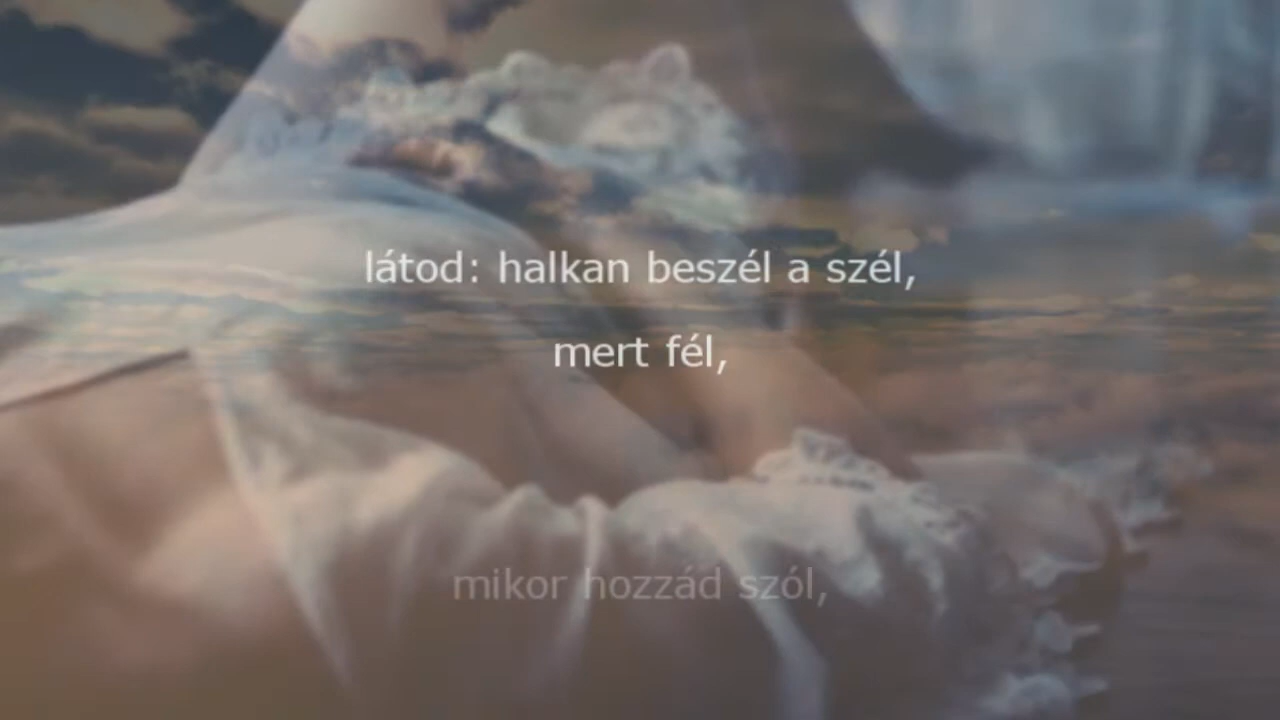 látod: halkan beszél a szél,
mert fél,
mikor hozzád szól,